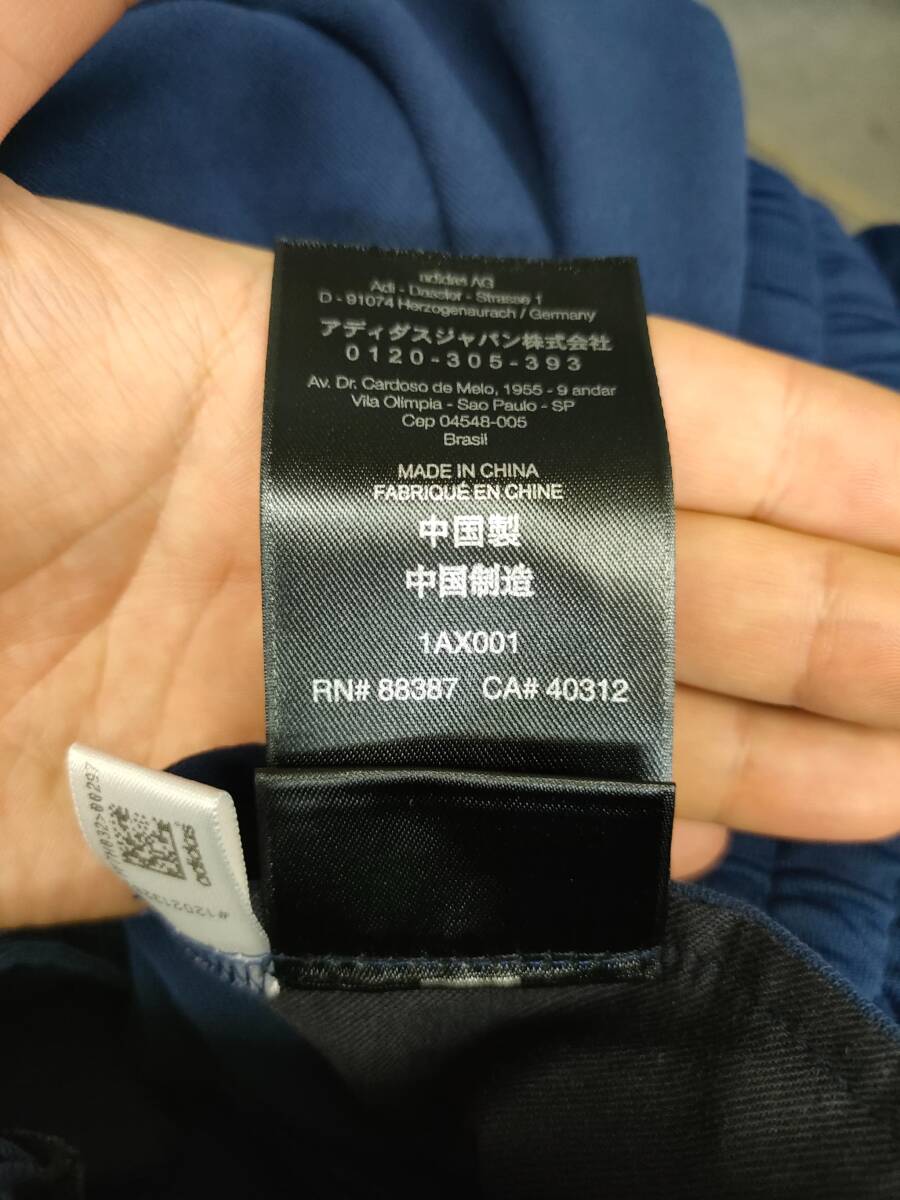 adidas AG
Adi - Dassler - Strasse 1
D - 91074 Herzogenaurach / Germany
アディダスジャパン株式会社
0120-305-393
Av. Dr. Cardoso de Melo, 1955 - 9 andar
Vila Olimpia - Sao Paulo - SP
Cep 04548-005
Brasil
MADE IN CHINA
FABRIQUÉ EN CHINE
中国製
中国制造
1AX001
RN# 88387 CA# 40312
adidas